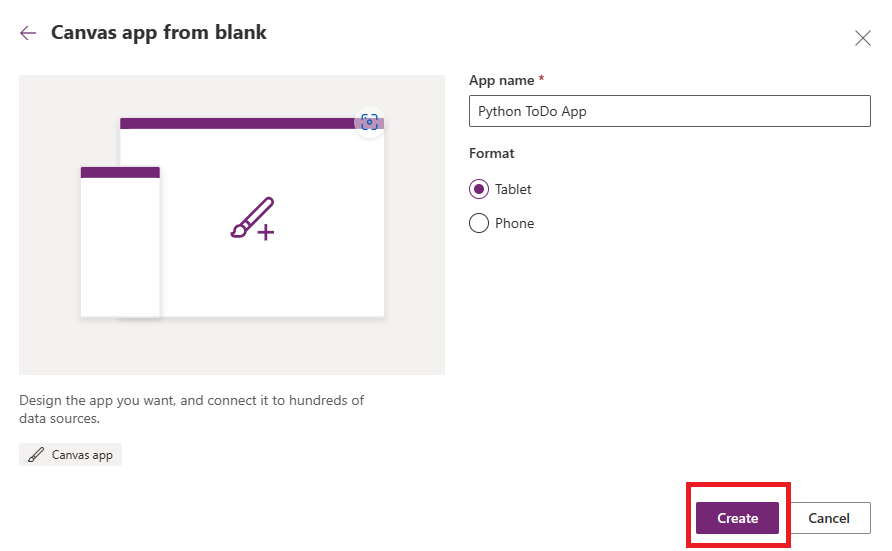 Canvas app from blank
App name *
Python ToDo App
Format
Tablet
Phone
Design the app you want, and connect it to hundreds of
data sources.
Canvas app
Create
Cancel